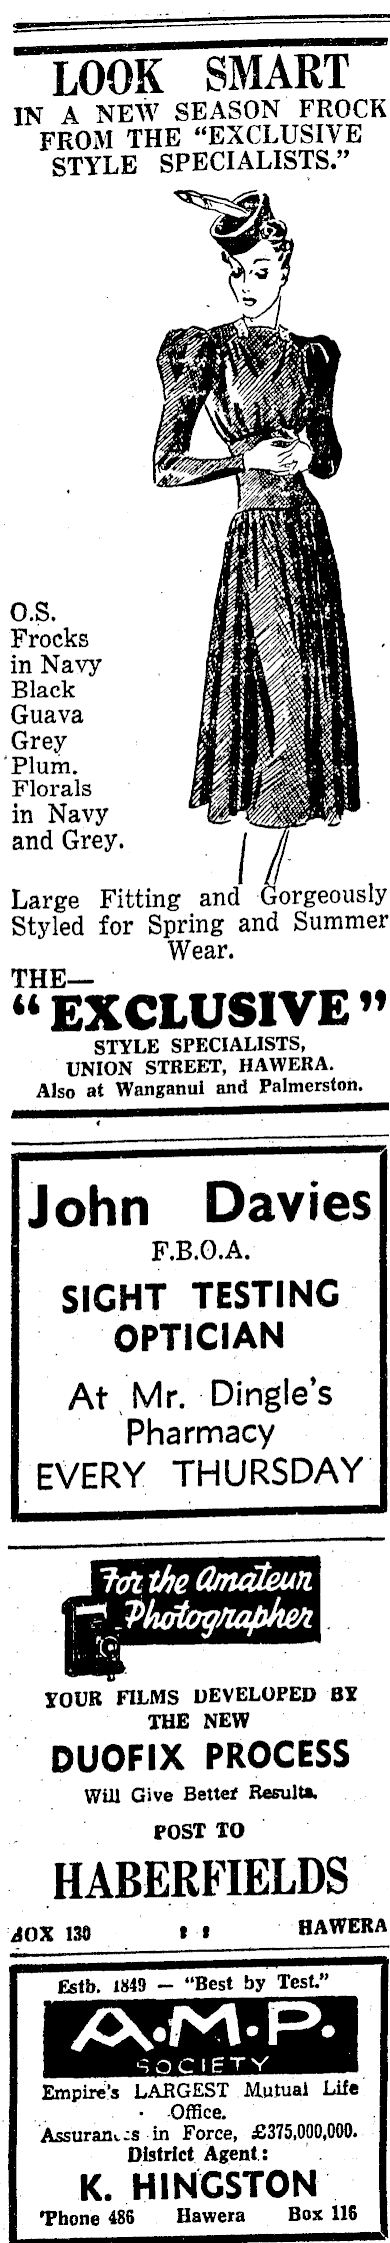 LOOK SMART
IN A NEW SEASON FROCK
FROM THE "EXCLUSIVE
STYLE SPECIALISTS."
O.S.
Frocks
in Navy
Black
Guava
Grey
Plum.
Florals
in Navy
and Grey.
Large Fitting and Gorgeously
Styled for Spring and Summer
Wear.
THE—
"EXCLUSIVE"
STYLE SPECIALISTS,
UNION STREET, HAWERA.
Also at Wanganui and Palmerston.
John Davies
F.B.O.A.
SIGHT TESTING
OPTICIAN
At Mr. Dingle's
Pharmacy
EVERY THURSDAY
For the Amateur
Photographer
YOUR FILMS DEVELOPED BY
THE NEW
DUOFIX PROCESS
Will Give Better Results.
POST TO
HABERFIELDS
BOX 130 : : HAWERA
Estb. 1849 — "Best by Test."
A.M.P.
SOCIETY
Empire's LARGEST Mutual Life
Office.
Assurances in Force, £375,000,000.
District Agent:
K. HINGSTON
'Phone 486 Hawera Box 116